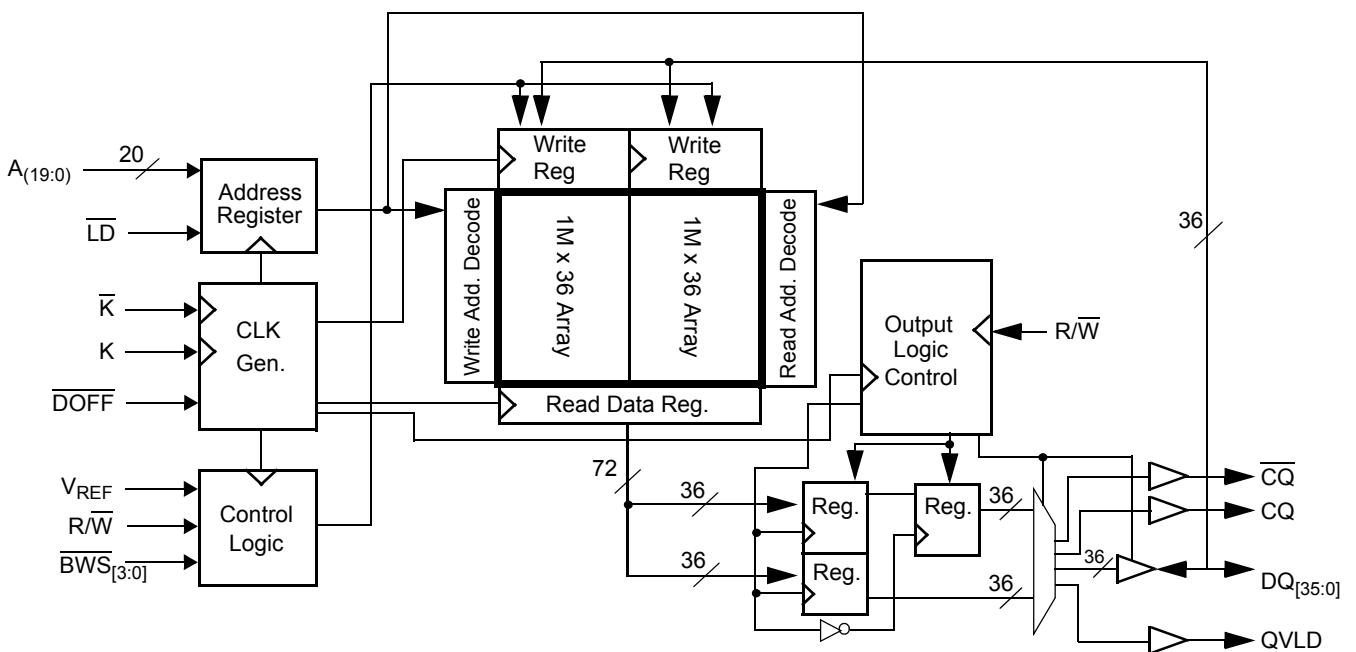 A(19:0)
20
LD
Address
Register
K
K
DOFF
CLK
Gen.
VREF
R/W
BWS[3:0]
Control
Logic
Write
Reg
Write
Reg
Write Add. Decode
1M x 36 Array
1M x 36 Array
Read Add. Decode
Read Data Reg.
72
36
36
Output
Logic
Control
R/W
36
Reg.
Reg.
Reg.
36
36
36
CQ
CQ
DQ[35:0]
QVLD